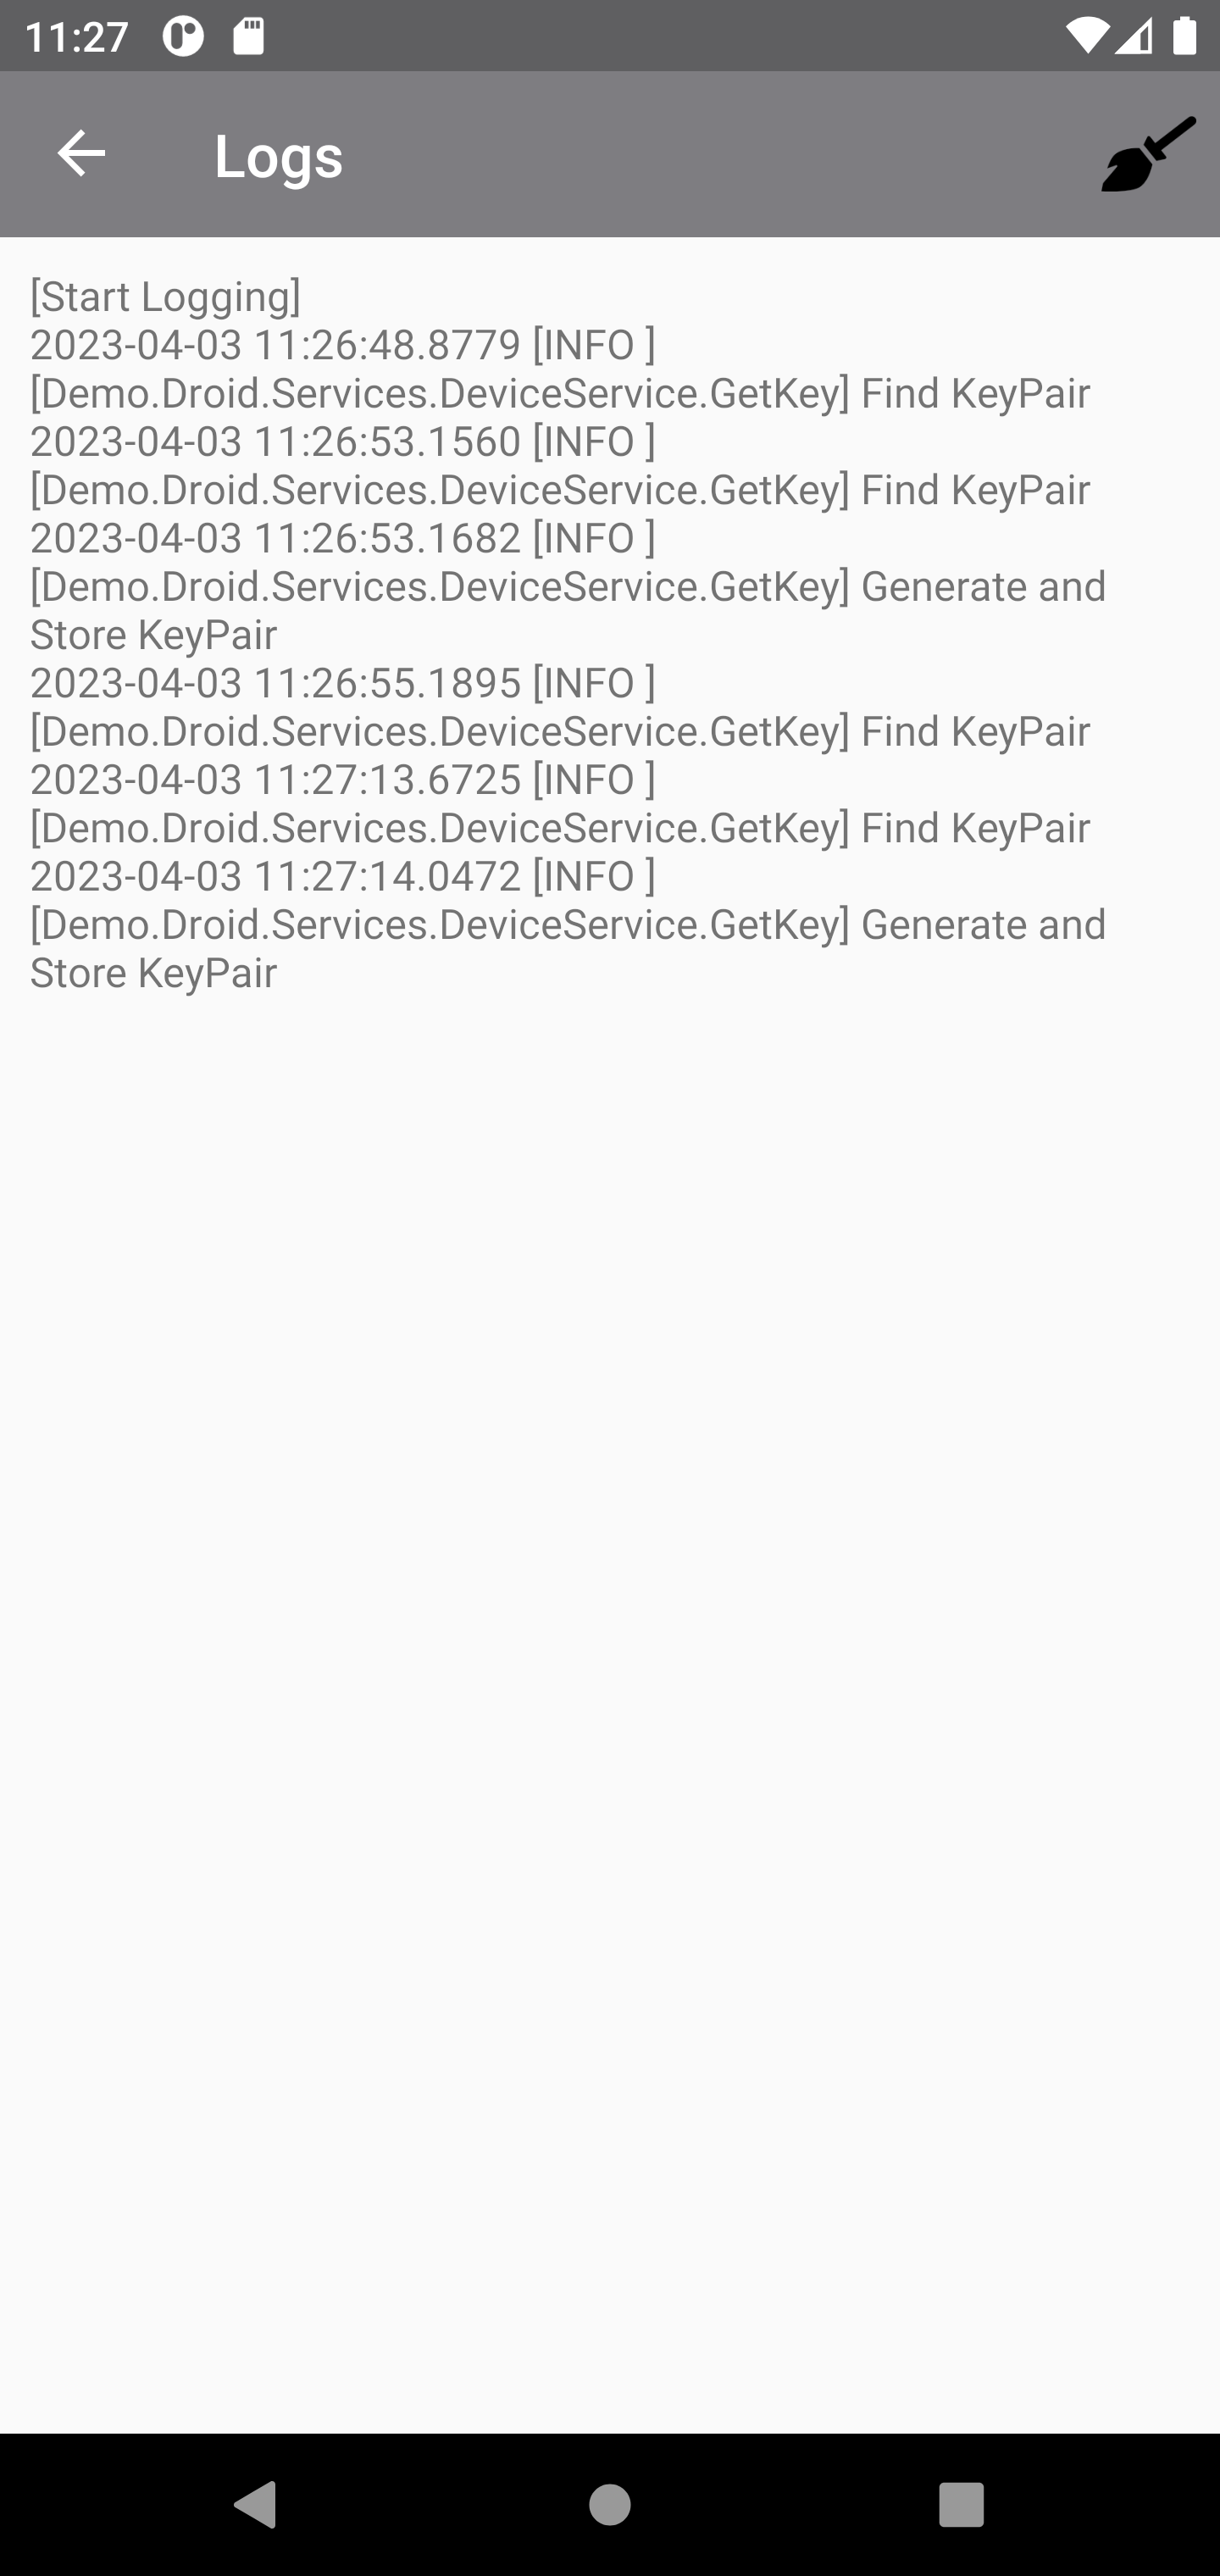 11:27
Logs
[Start Logging]
2023-04-03 11:26:48.8779 [INFO ]
[Demo.Droid.Services.DeviceService.GetKey] Find KeyPair
2023-04-03 11:26:53.1560 [INFO ]
[Demo.Droid.Services.DeviceService.GetKey] Find KeyPair
2023-04-03 11:26:53.1682 [INFO ]
[Demo.Droid.Services.DeviceService.GetKey] Generate and
Store KeyPair
2023-04-03 11:26:55.1895 [INFO ]
[Demo.Droid.Services.DeviceService.GetKey] Find KeyPair
2023-04-03 11:27:13.6725 [INFO ]
[Demo.Droid.Services.DeviceService.GetKey] Find KeyPair
2023-04-03 11:27:14.0472 [INFO ]
[Demo.Droid.Services.DeviceService.GetKey] Generate and
Store KeyPair